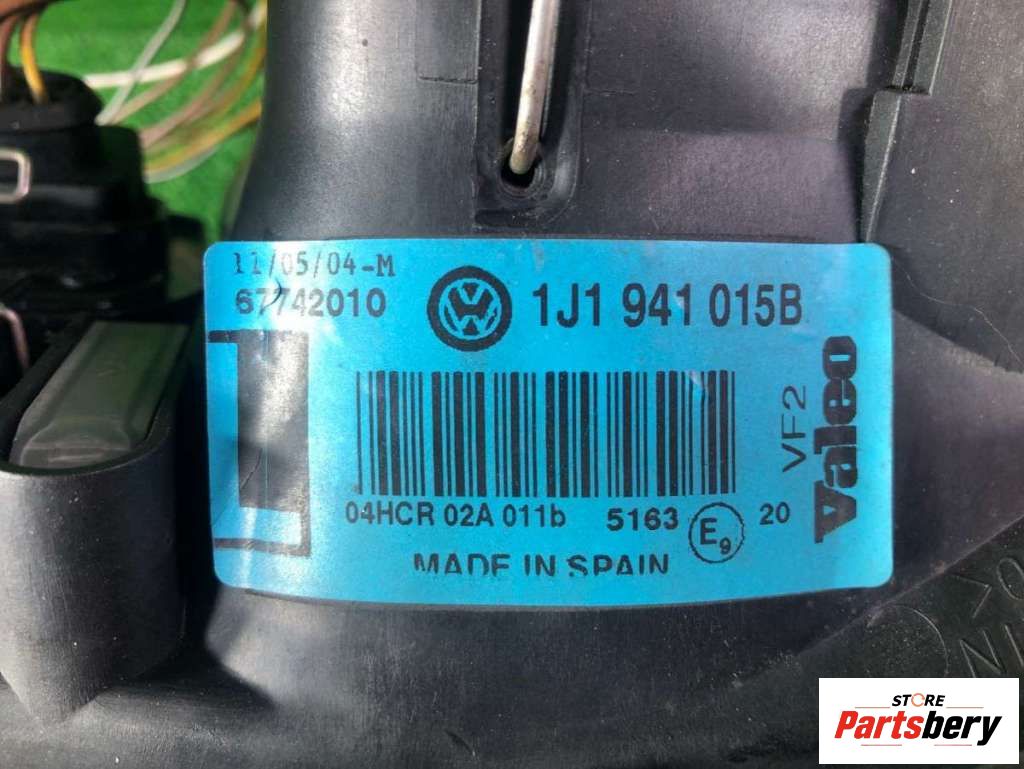 11/05/04-M
67742010
VW 1J1 941 015B
VF2
Valeo
04HCR 02A 011b 5163 E9 20
MADE IN SPAIN
STORE
Partsbery